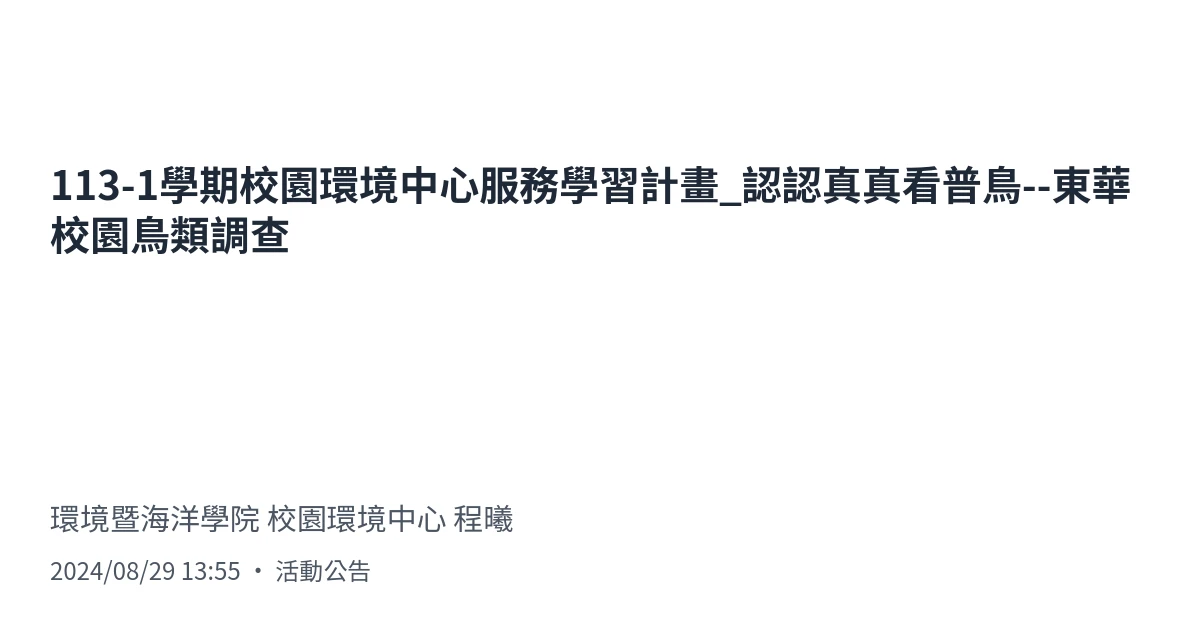 113-1學期校園環境中心服務學習計畫_認認真真看普鳥--東華
校園鳥類調查
環境暨海洋學院 校園環境中心 程曦
2024/08/29 13:55 • 活動公告